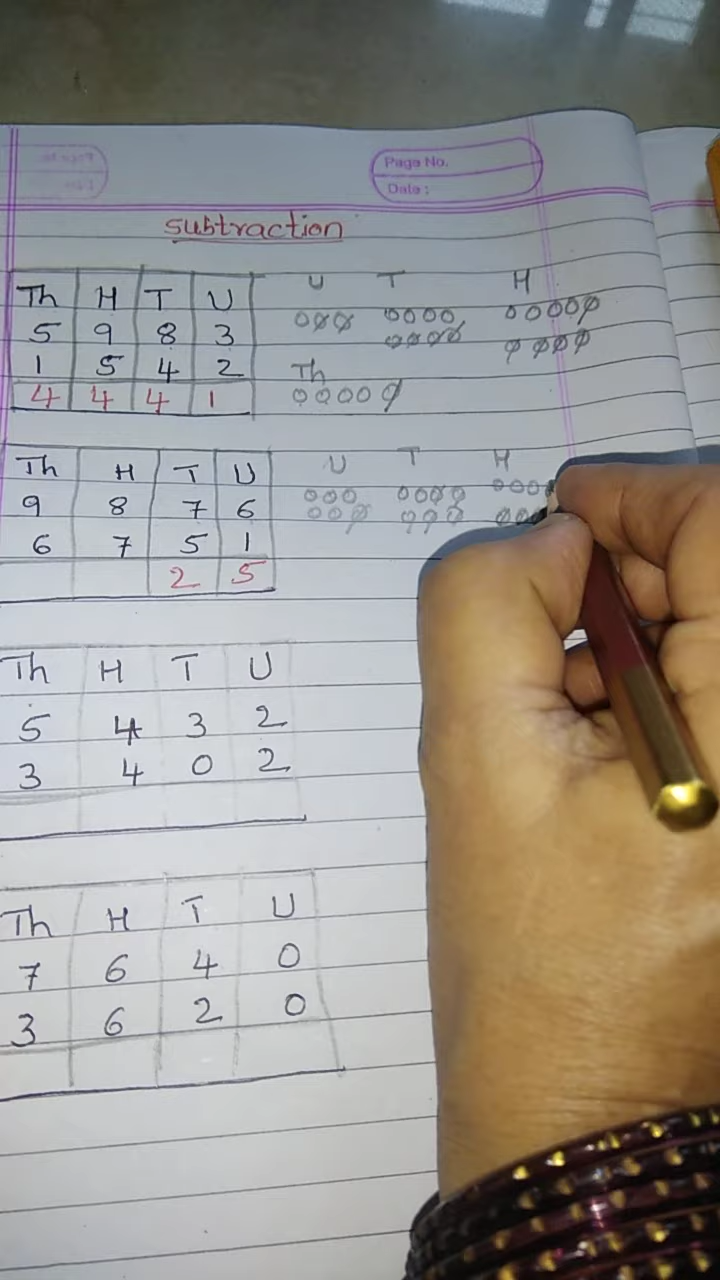 Page No.
Date :
subtraction
Th H T U U T H
5 9 8 3
1 5 4 2 Th
4 4 4 1
Th H T U U T H
9 8 7 6
6 7 5 1
2 5
Th H T U
5 4 3 2
3 4 0 2
Th H T U
7 6 4 0
3 6 2 0